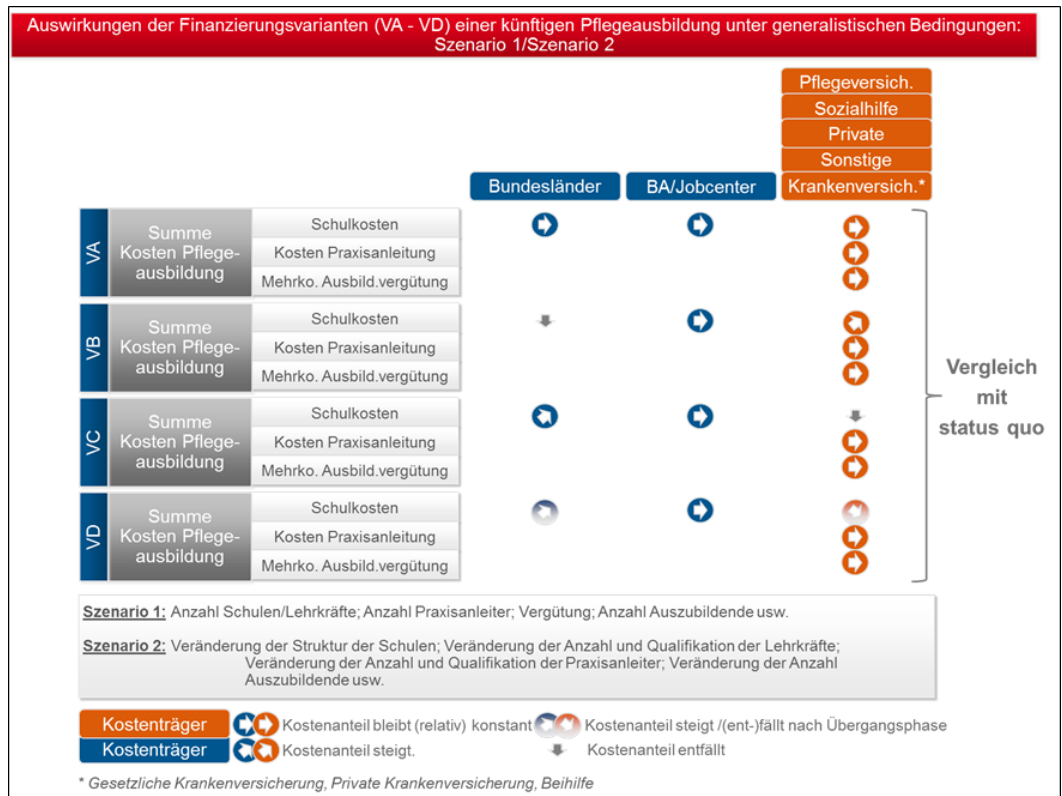 Auswirkungen der Finanzierungsvarianten (VA - VD) einer künftigen Pflegeausbildung unter generalistischen Bedingungen:
Szenario 1/Szenario 2
Pflegeversich.
Sozialhilfe
Private
Sonstige
Bundesländer
BA/Jobcenter
Krankenversich.*
VA
Summe
Kosten Pflege-
ausbildung
Schulkosten
Kosten Praxisanleitung
Mehrko. Ausbild.vergütung
VB
Summe
Kosten Pflege-
ausbildung
Schulkosten
Kosten Praxisanleitung
Mehrko. Ausbild.vergütung
VC
Summe
Kosten Pflege-
ausbildung
Schulkosten
Kosten Praxisanleitung
Mehrko. Ausbild.vergütung
VD
Summe
Kosten Pflege-
ausbildung
Schulkosten
Kosten Praxisanleitung
Mehrko. Ausbild.vergütung
Vergleich
mit
status quo
Szenario 1: Anzahl Schulen/Lehrkräfte; Anzahl Praxisanleiter; Vergütung; Anzahl Auszubildende usw.
Szenario 2: Veränderung der Struktur der Schulen; Veränderung der Anzahl und Qualifikation der Lehrkräfte;
Veränderung der Anzahl und Qualifikation der Praxisanleiter; Veränderung der Anzahl
Auszubildende usw.
Kostenträger
Kostenanteil bleibt (relativ) konstant
Kostenanteil steigt /(ent-)fällt nach Übergangsphase
Kostenträger
Kostenanteil steigt.
Kostenanteil entfällt
* Gesetzliche Krankenversicherung, Private Krankenversicherung, Beihilfe